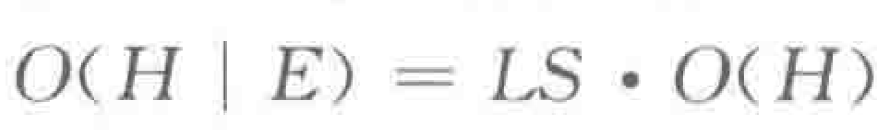 O(H | E) = LS • O(H)